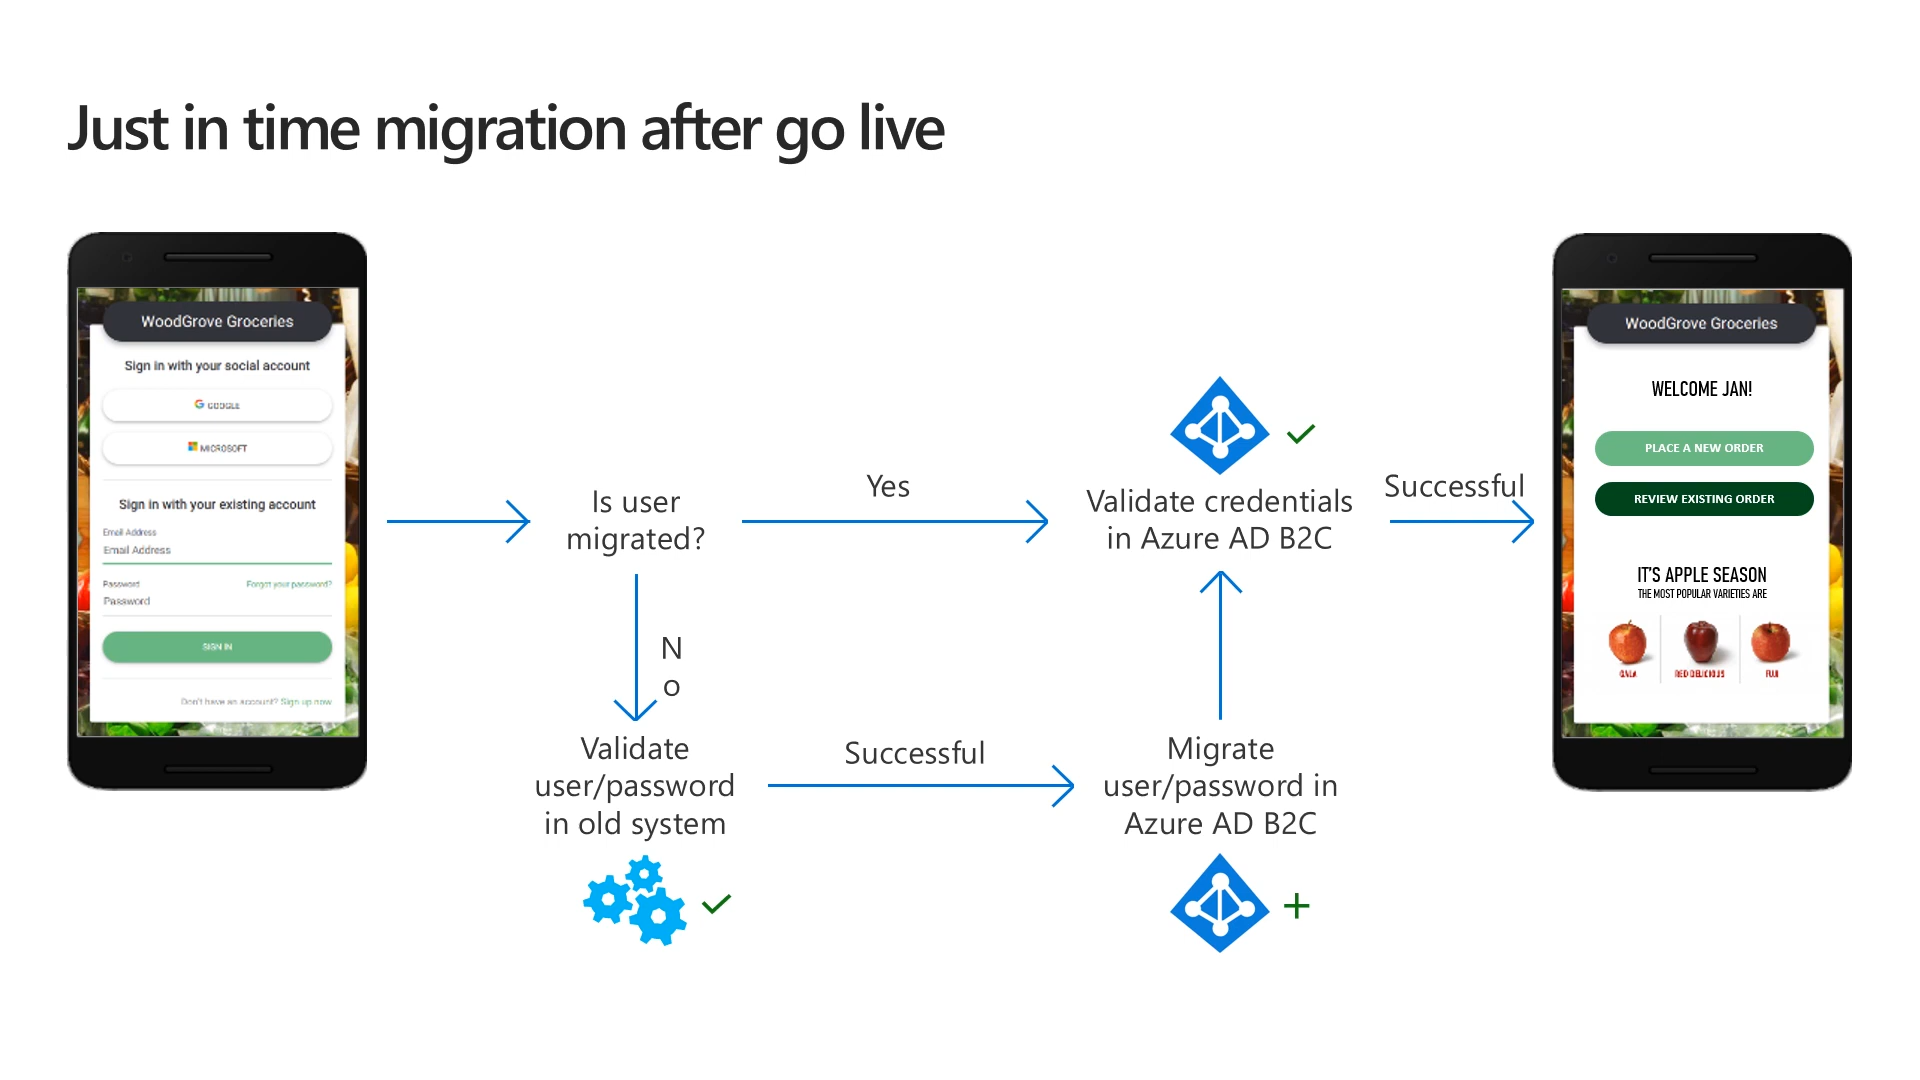 Just in time migration after go live
WoodGrove Groceries
Sign in with your social account
GOOGLE
MICROSOFT
Sign in with your existing account
Email Address
Email Address
Password
Forgot your password?
Password
SIGN IN
Don't have an account? Sign up now
Is user
migrated?
Yes
N
o
Validate
user/password
in old system
Successful
Migrate
user/password in
Azure AD B2C
Validate credentials
in Azure AD B2C
Successful
WoodGrove Groceries
WELCOME JAN!
PLACE A NEW ORDER
REVIEW EXISTING ORDER
IT'S APPLE SEASON
THE MOST POPULAR VARIETIES ARE
GALA
RED DELICIOUS
FUJI